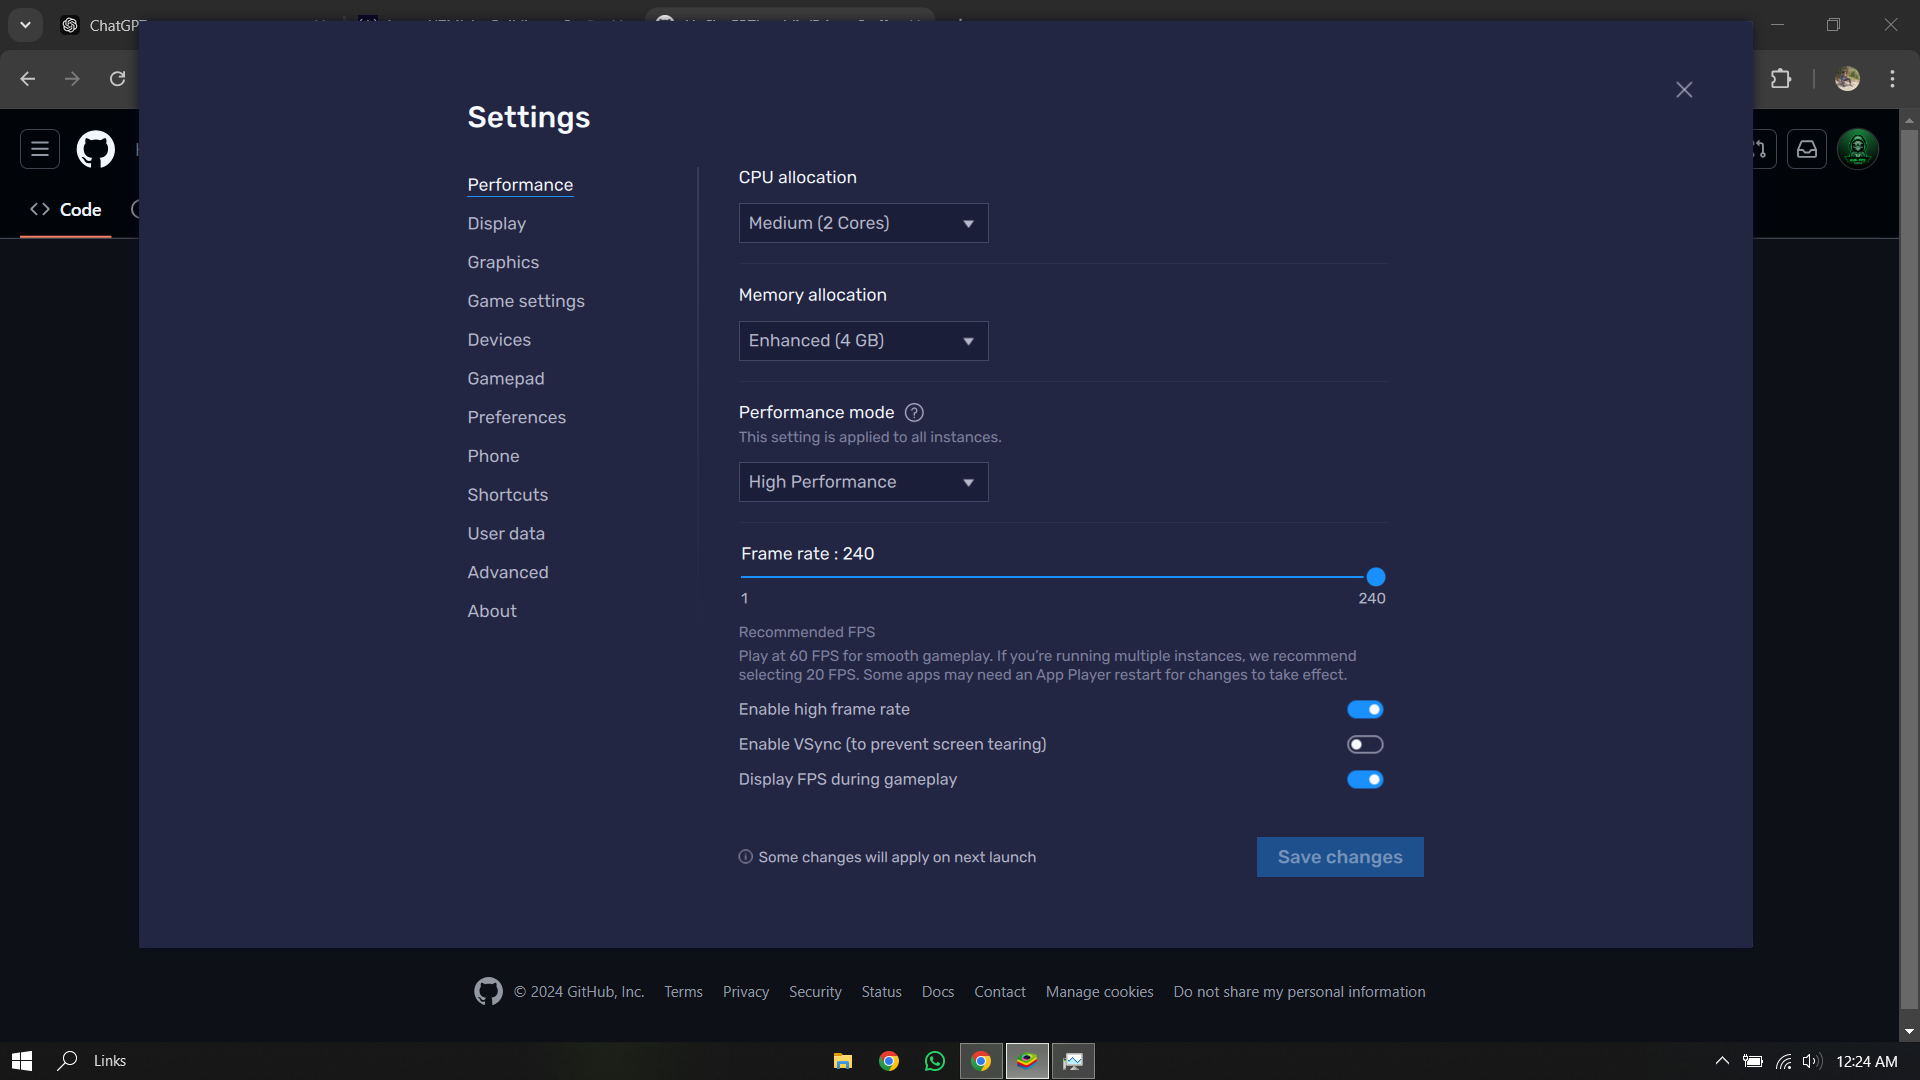 ChatGPT
Code
Settings
Performance
Display
Graphics
Game settings
Devices
Gamepad
Preferences
Phone
Shortcuts
User data
Advanced
About
CPU allocation
Medium (2 Cores)
Memory allocation
Enhanced (4 GB)
Performance mode
This setting is applied to all instances.
High Performance
Frame rate : 240
1 240
Recommended FPS
Play at 60 FPS for smooth gameplay. If you're running multiple instances, we recommend
selecting 20 FPS. Some apps may need an App Player restart for changes to take effect.
Enable high frame rate
Enable VSync (to prevent screen tearing)
Display FPS during gameplay
Some changes will apply on next launch
Save changes
© 2024 GitHub, Inc. Terms Privacy Security Status Docs Contact Manage cookies Do not share my personal information
Links
12:24 AM